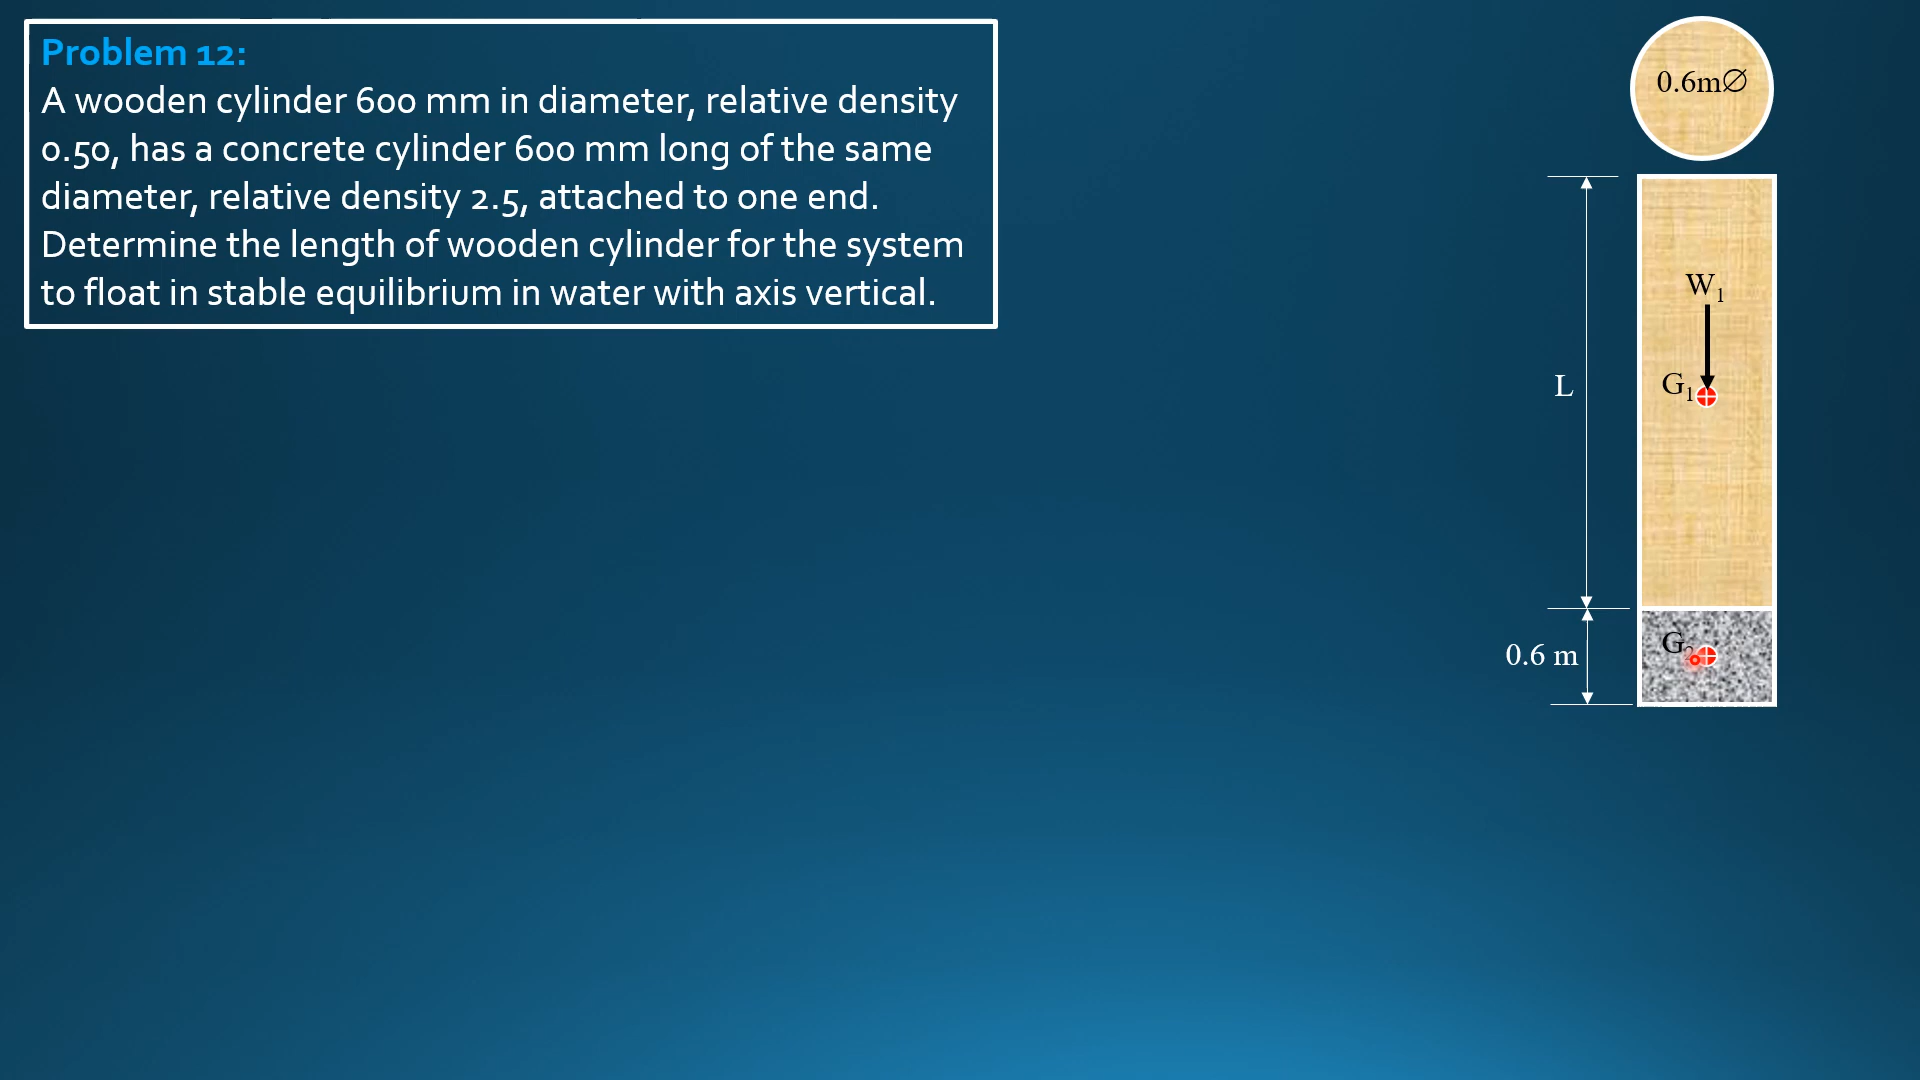 Problem 12:
A wooden cylinder 600 mm in diameter, relative density
0.50, has a concrete cylinder 600 mm long of the same
diameter, relative density 2.5, attached to one end.
Determine the length of wooden cylinder for the system
to float in stable equilibrium in water with axis vertical.
0.6m∅
W₁
G₁
L
G₂
0.6 m